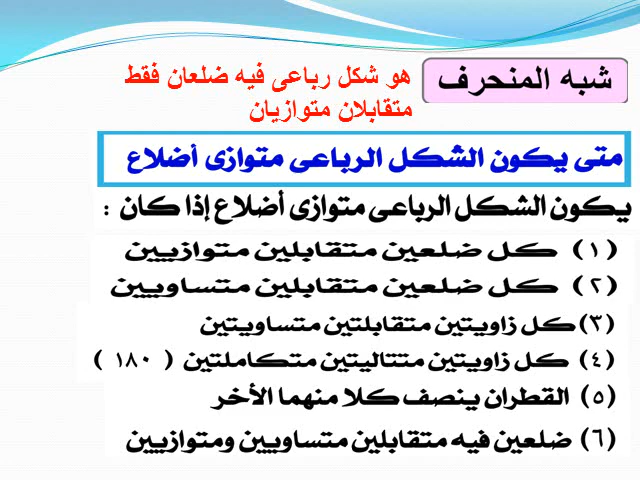 شبه المنحرف
هو شكل رباعى فيه ضلعان فقط
متقابلان متوازيان
متى يكون الشكل الرباعى متوازى أضلاع
يكون الشكل الرباعى متوازى أضلاع إذا كان :
(١) كل ضلعين متقابلين متوازيين
(٢) كل ضلعين متقابلين متساويين
(٣) كل زاويتين متقابلتين متساويتين
(٤) كل زاويتين متتاليتين متكاملتين ( ١٨٠ )
(٥) القطران ينصف كلا منهما الأخر
(٦) ضلعين فيه متقابلين متساويين ومتوازيين